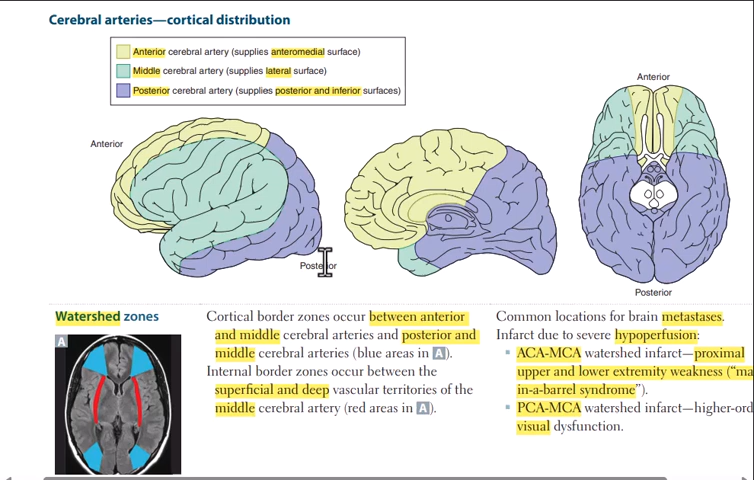 Cerebral arteries—cortical distribution
Anterior cerebral artery (supplies anteromedial surface)
Middle cerebral artery (supplies lateral surface)
Posterior cerebral artery (supplies posterior and inferior surfaces)
Anterior
Anterior
Posterior
Posterior
Watershed zones
A
Cortical border zones occur between anterior
and middle cerebral arteries and posterior and
middle cerebral arteries (blue areas in A).
Internal border zones occur between the
superficial and deep vascular territories of the
middle cerebral artery (red areas in A).
Common locations for brain metastases.
Infarct due to severe hypoperfusion:
▪ ACA-MCA watershed infarct—proximal
upper and lower extremity weakness (“ma
in-a-barrel syndrome”).
▪ PCA-MCA watershed infarct—higher-ord
visual dysfunction.